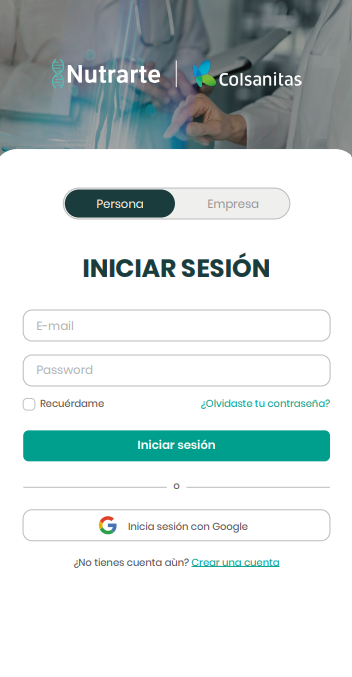 Nutrarte | Colsanitas
Persona Empresa
INICIAR SESIÓN
E-mail
Password
Recuérdame ¿Olvidaste tu contraseña?
Iniciar sesión
o
Inicia sesión con Google
¿No tienes cuenta aùn? Crear una cuenta